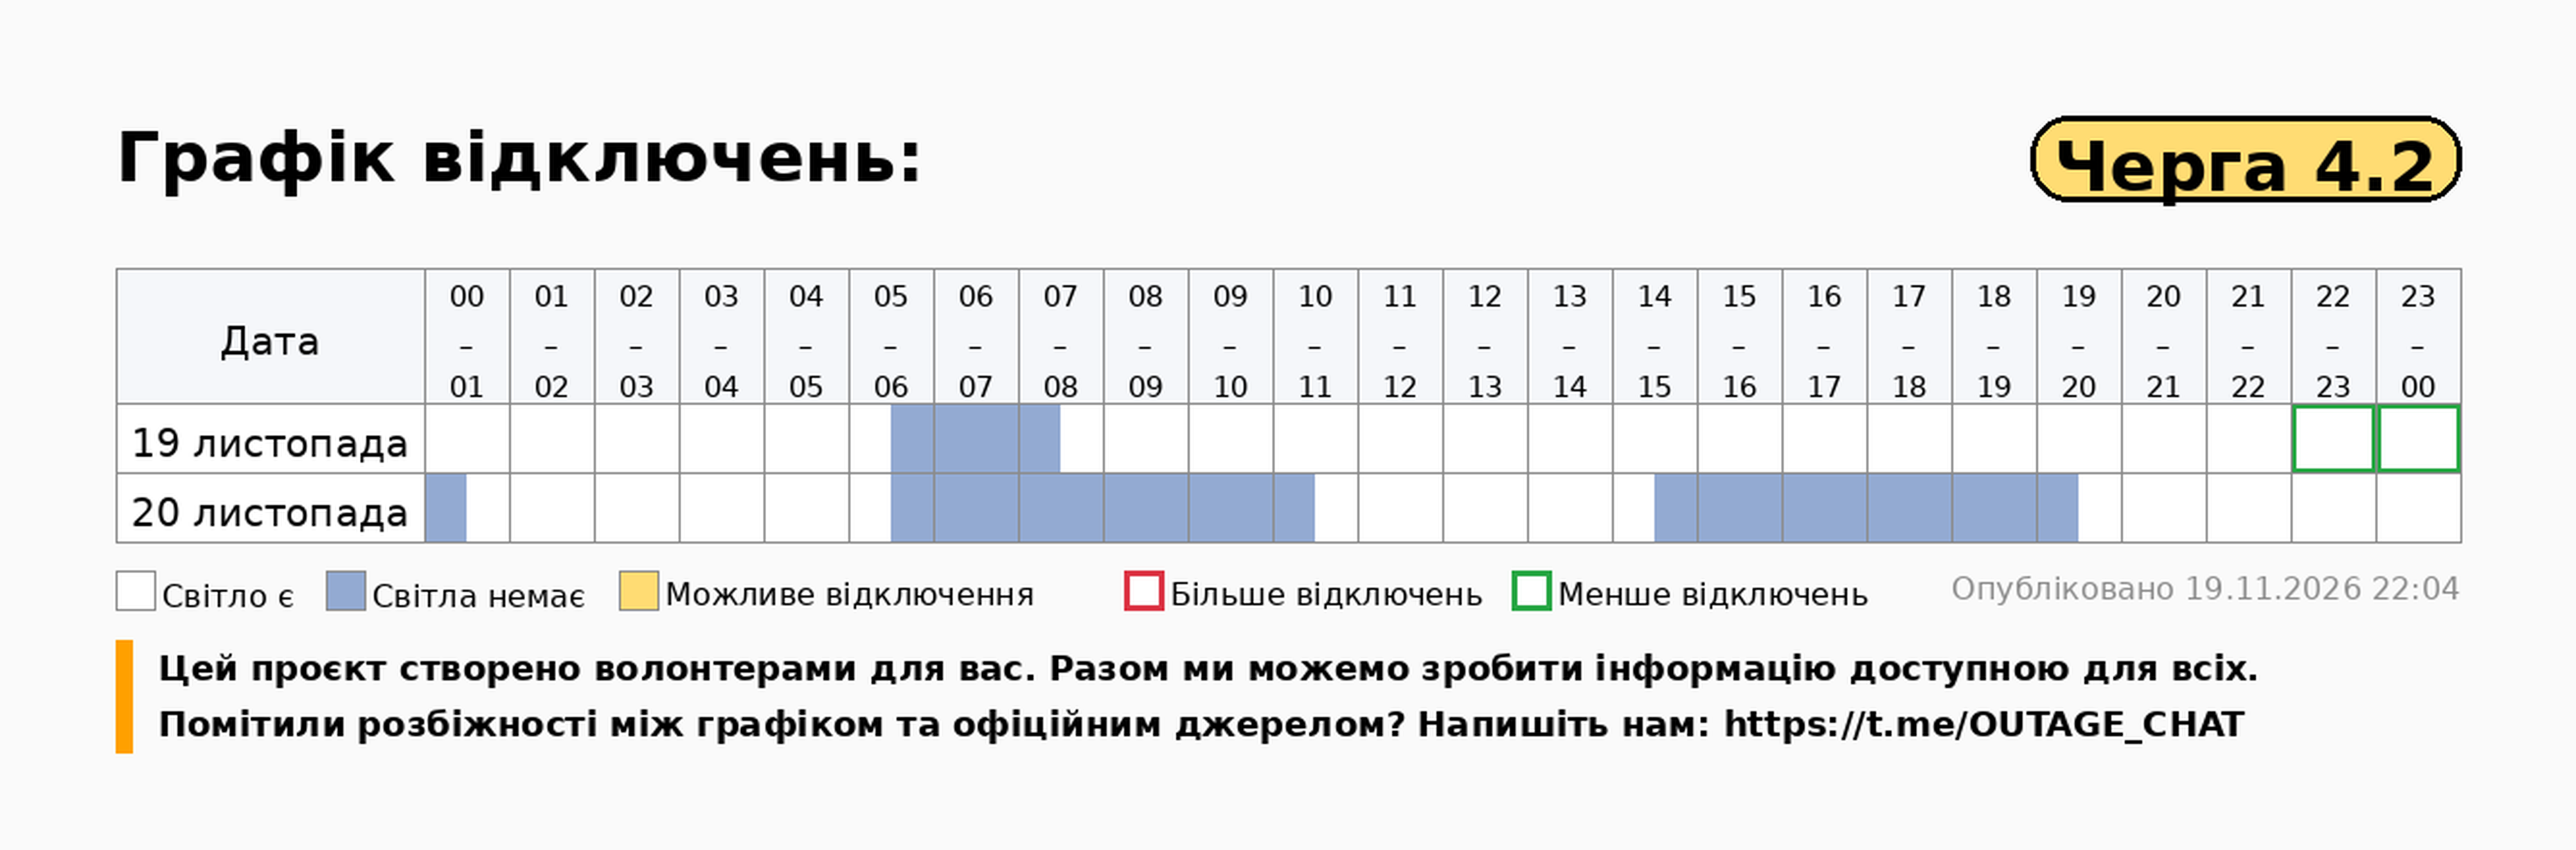 Графік відключень:
Черга 4.2
Дата
00 – 01
01 – 02
02 – 03
03 – 04
04 – 05
05 – 06
06 – 07
07 – 08
08 – 09
09 – 10
10 – 11
11 – 12
12 – 13
13 – 14
14 – 15
15 – 16
16 – 17
17 – 18
18 – 19
19 – 20
20 – 21
21 – 22
22 – 23
23 – 00
19 листопада
20 листопада
Світло є
Світла немає
Можливе відключення
Більше відключень
Менше відключень
Опубліковано 19.11.2026 22:04
Цей проєкт створено волонтерами для вас. Разом ми можемо зробити інформацію доступною для всіх.
Помітили розбіжності між графіком та офіційним джерелом? Напишіть нам: https://t.me/OUTAGE_CHAT